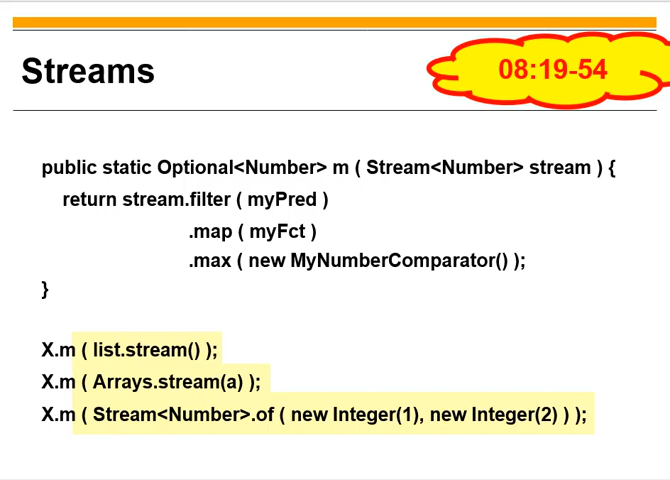 Streams
08:19-54
public static Optional<Number> m ( Stream<Number> stream ) {
return stream.filter ( myPred )
.map ( myFct )
.max ( new MyNumberComparator() );
}
X.m ( list.stream() );
X.m ( Arrays.stream(a) );
X.m ( Stream<Number>.of ( new Integer(1), new Integer(2) ) );